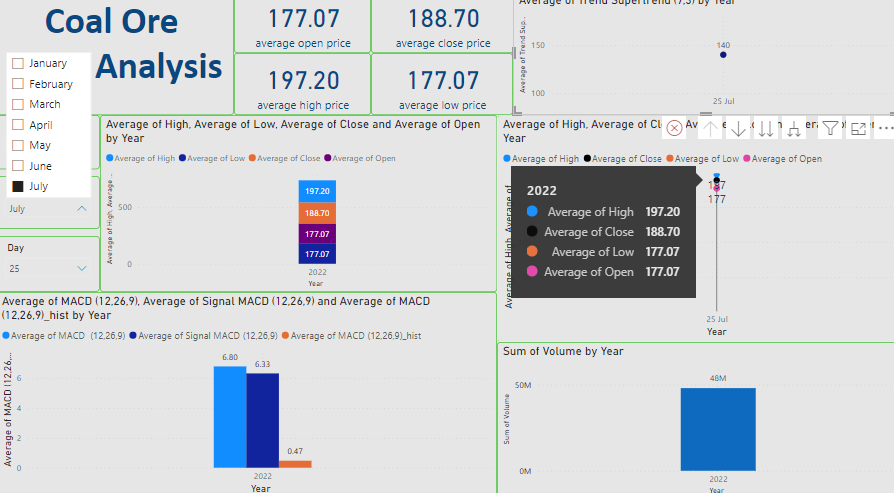 Coal Ore
Analysis
January
February
March
April
May
June
July
July
Day
25
177.07
average open price
188.70
average close price
197.20
average high price
177.07
average low price
Average of Trend Supertrend (7,3) by Year
Average of Trend Sup...
150
140
100
25 Jul
Average of High, Average of Low, Average of Close and Average of Open
by Year
Average of High Average of Low Average of Close Average of Open
Average of High, Average ...
500
0
197.20
188.70
177.07
177.07
2022
Year
Average of High, Average of Cl
Year
Average of High Average of Close Average of Low Average of Open
Average of High, Average of
2022
Average of High 197.20
Average of Close 188.70
Average of Low 177.07
Average of Open 177.07
177
25 Jul
Year
Average of MACD (12,26,9), Average of Signal MACD (12,26,9) and Average of MACD
(12,26,9)_hist by Year
Average of MACD (12,26,9) Average of Signal MACD (12,26,9) Average of MACD (12,26,9)_hist
Average of MACD (12,26,...
6
4
2
0
6.80
6.33
0.47
2022
Year
Sum of Volume by Year
Sum of Volume
50M
0M
48M
2022
Year